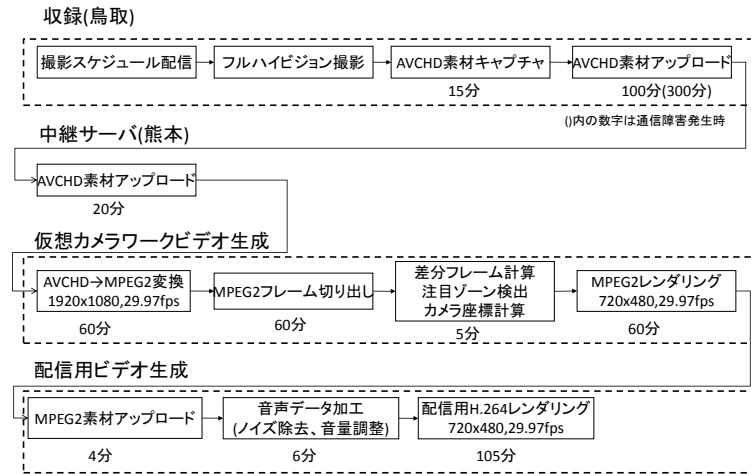 収録(鳥取)
撮影スケジュール配信
フルハイビジョン撮影
AVCHD素材キャプチャ
AVCHD素材アップロード
15分
100分(300分)
()内の数字は通信障害発生時
中継サーバ(熊本)
AVCHD素材アップロード
20分
仮想カメラワークビデオ生成
AVCHD→MPEG2変換
1920x1080,29.97fps
MPEG2フレーム切り出し
差分フレーム計算
注目ゾーン検出
カメラ座標計算
MPEG2レンダリング
720x480,29.97fps
60分
60分
5分
60分
配信用ビデオ生成
MPEG2素材アップロード
音声データ加工
(ノイズ除去、音量調整)
配信用H.264レンダリング
720x480,29.97fps
4分
6分
105分